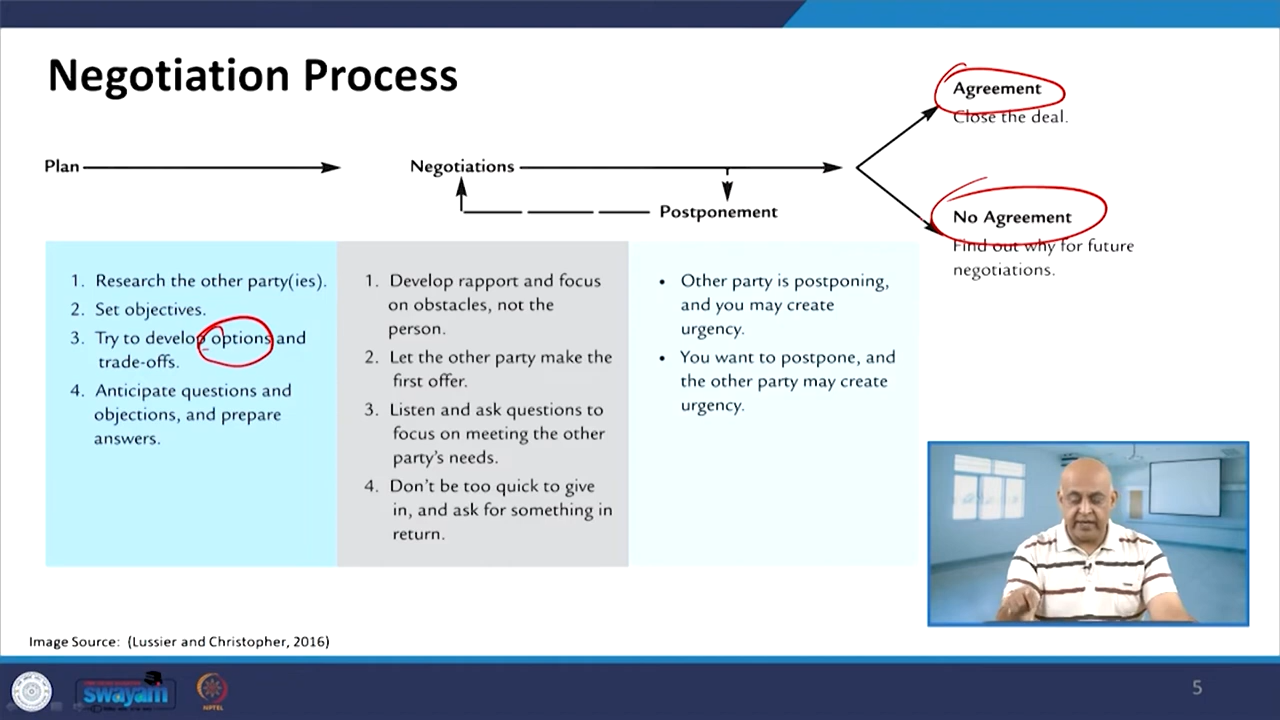 Negotiation Process
Agreement
Close the deal.
Plan
Negotiations
Postponement
No Agreement
Find out why for future
negotiations.
1. Research the other party(ies).
2. Set objectives.
3. Try to develop options and
trade-offs.
4. Anticipate questions and
objections, and prepare
answers.
1. Develop rapport and focus
on obstacles, not the
person.
2. Let the other party make the
first offer.
3. Listen and ask questions to
focus on meeting the other
party's needs.
4. Don't be too quick to give
in, and ask for something in
return.
• Other party is postponing,
and you may create
urgency.
• You want to postpone, and
the other party may create
urgency.
Image Source: (Lussier and Christopher, 2016)
swayam
NPTEL
5